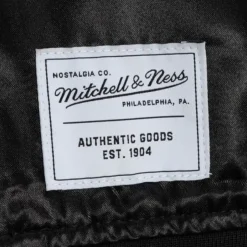 NOSTALGIA CO.
Mitchell & Ness
PHILADELPHIA, PA.
AUTHENTIC GOODS
EST. 1904